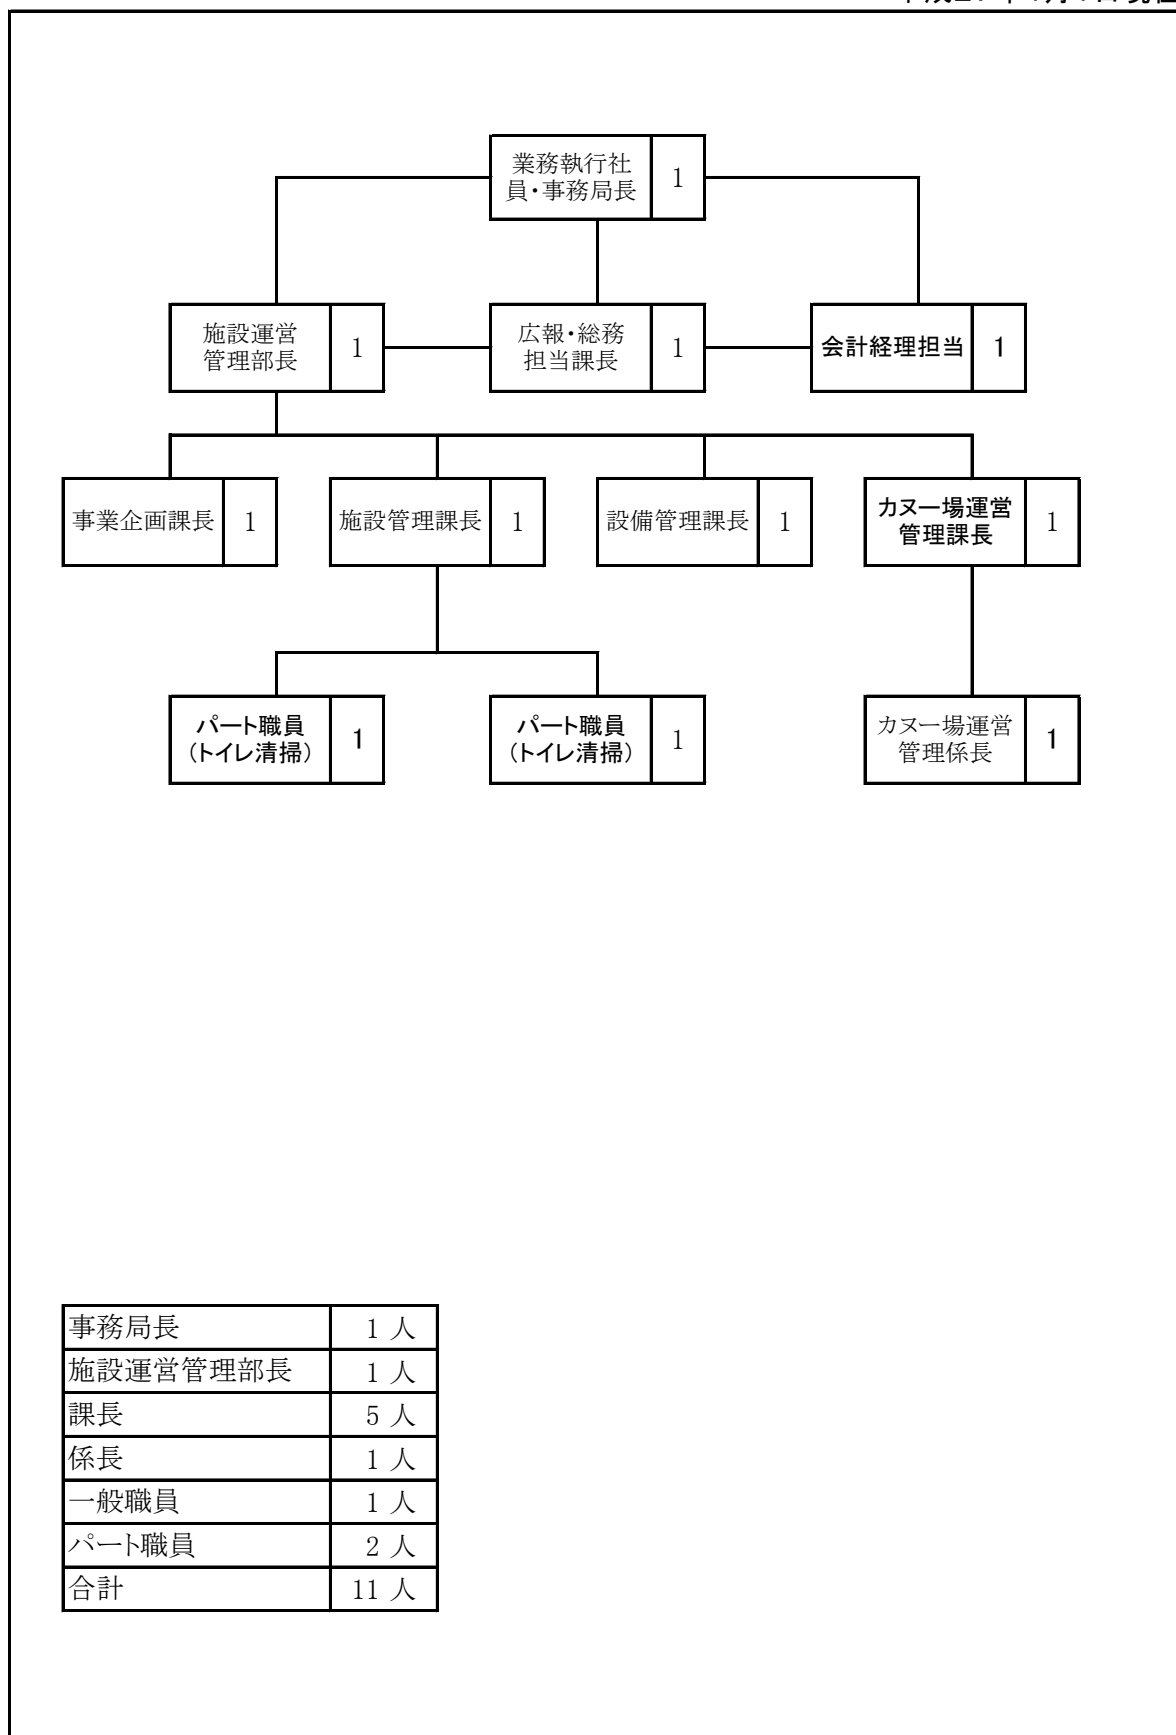 業務執行社
員・事務局長
1
施設運営
管理部長
1
広報・総務
担当課長
1
会計経理担当
1
事業企画課長
1
施設管理課長
1
設備管理課長
1
カヌー場運営
管理課長
1
パート職員
(トイレ清掃)
1
パート職員
(トイレ清掃)
1
カヌー場運営
管理係長
1
事務局長 1 人
施設運営管理部長 1 人
課長 5 人
係長 1 人
一般職員 1 人
パート職員 2 人
合計 11 人